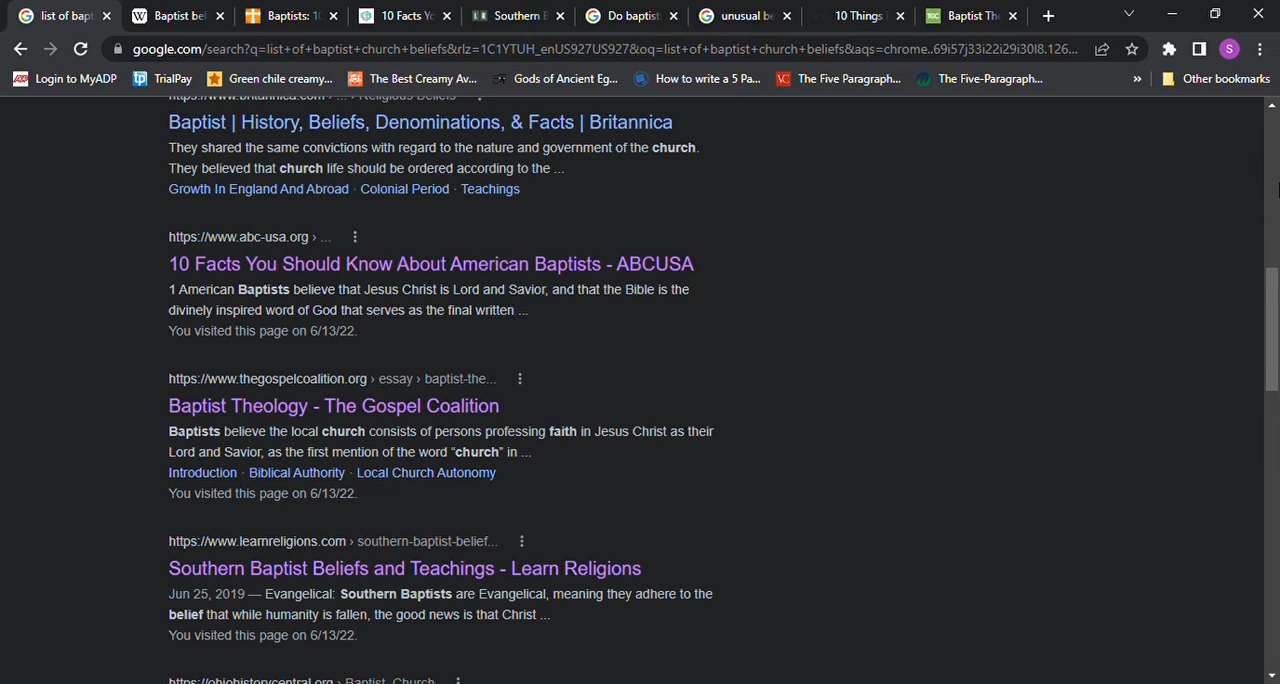 list of bapt
Baptist bel
Baptists: 10
10 Facts Yo
Southern B
Do baptist
unusual be
10 Things
Baptist Th
google.com/search?q=list+of+baptist+church+beliefs&rlz=1C1YTUH_enUS927US927&oq=list+of+baptist+church+beliefs&aqs=chrome..69i57j33i22i29i30l8.126...
S
Login to MyADP
TrialPay
Green chile creamy...
The Best Creamy Av...
Gods of Ancient Eg...
How to write a 5 Pa...
The Five Paragraph...
The Five-Paragraph...
»
Other bookmarks
https://www.britannica.com › ... › Religious Beliefs
Baptist | History, Beliefs, Denominations, & Facts | Britannica
They shared the same convictions with regard to the nature and government of the church.
They believed that church life should be ordered according to the ...
Growth In England And Abroad · Colonial Period · Teachings
https://www.abc-usa.org › ...
10 Facts You Should Know About American Baptists - ABCUSA
1 American Baptists believe that Jesus Christ is Lord and Savior, and that the Bible is the
divinely inspired word of God that serves as the final written ...
You visited this page on 6/13/22.
https://www.thegospelcoalition.org › essay › baptist-the...
Baptist Theology - The Gospel Coalition
Baptists believe the local church consists of persons professing faith in Jesus Christ as their
Lord and Savior, as the first mention of the word “church” in ...
Introduction · Biblical Authority · Local Church Autonomy
You visited this page on 6/13/22.
https://www.learnreligions.com › southern-baptist-belief...
Southern Baptist Beliefs and Teachings - Learn Religions
Jun 25, 2019 — Evangelical: Southern Baptists are Evangelical, meaning they adhere to the
belief that while humanity is fallen, the good news is that Christ ...
You visited this page on 6/13/22.
https://ohiohistorycentral.org › Baptist_Church